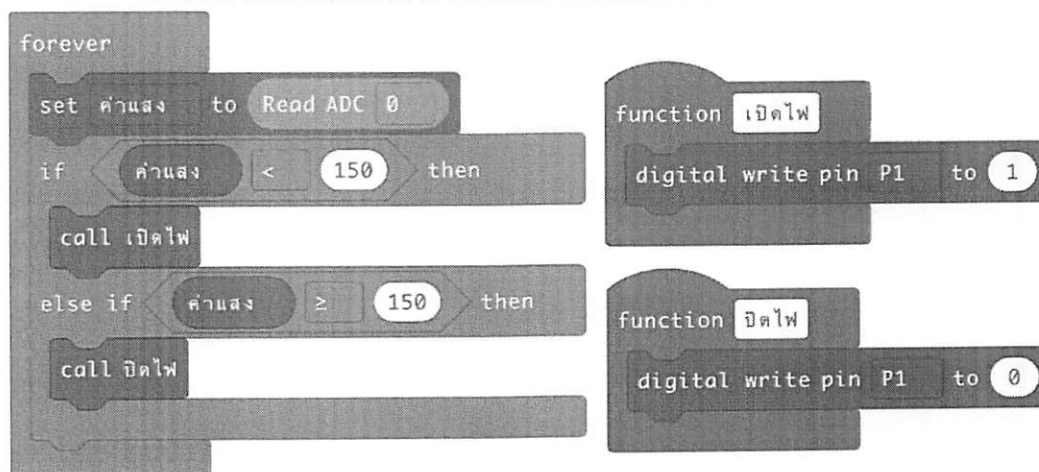 forever
set ค่าแสง to Read ADC 0
if ค่าแสง < 150 then
call เปิดไฟ
else if ค่าแสง ≥ 150 then
call ปิดไฟ
function เปิดไฟ
digital write pin P1 to 1
function ปิดไฟ
digital write pin P1 to 0